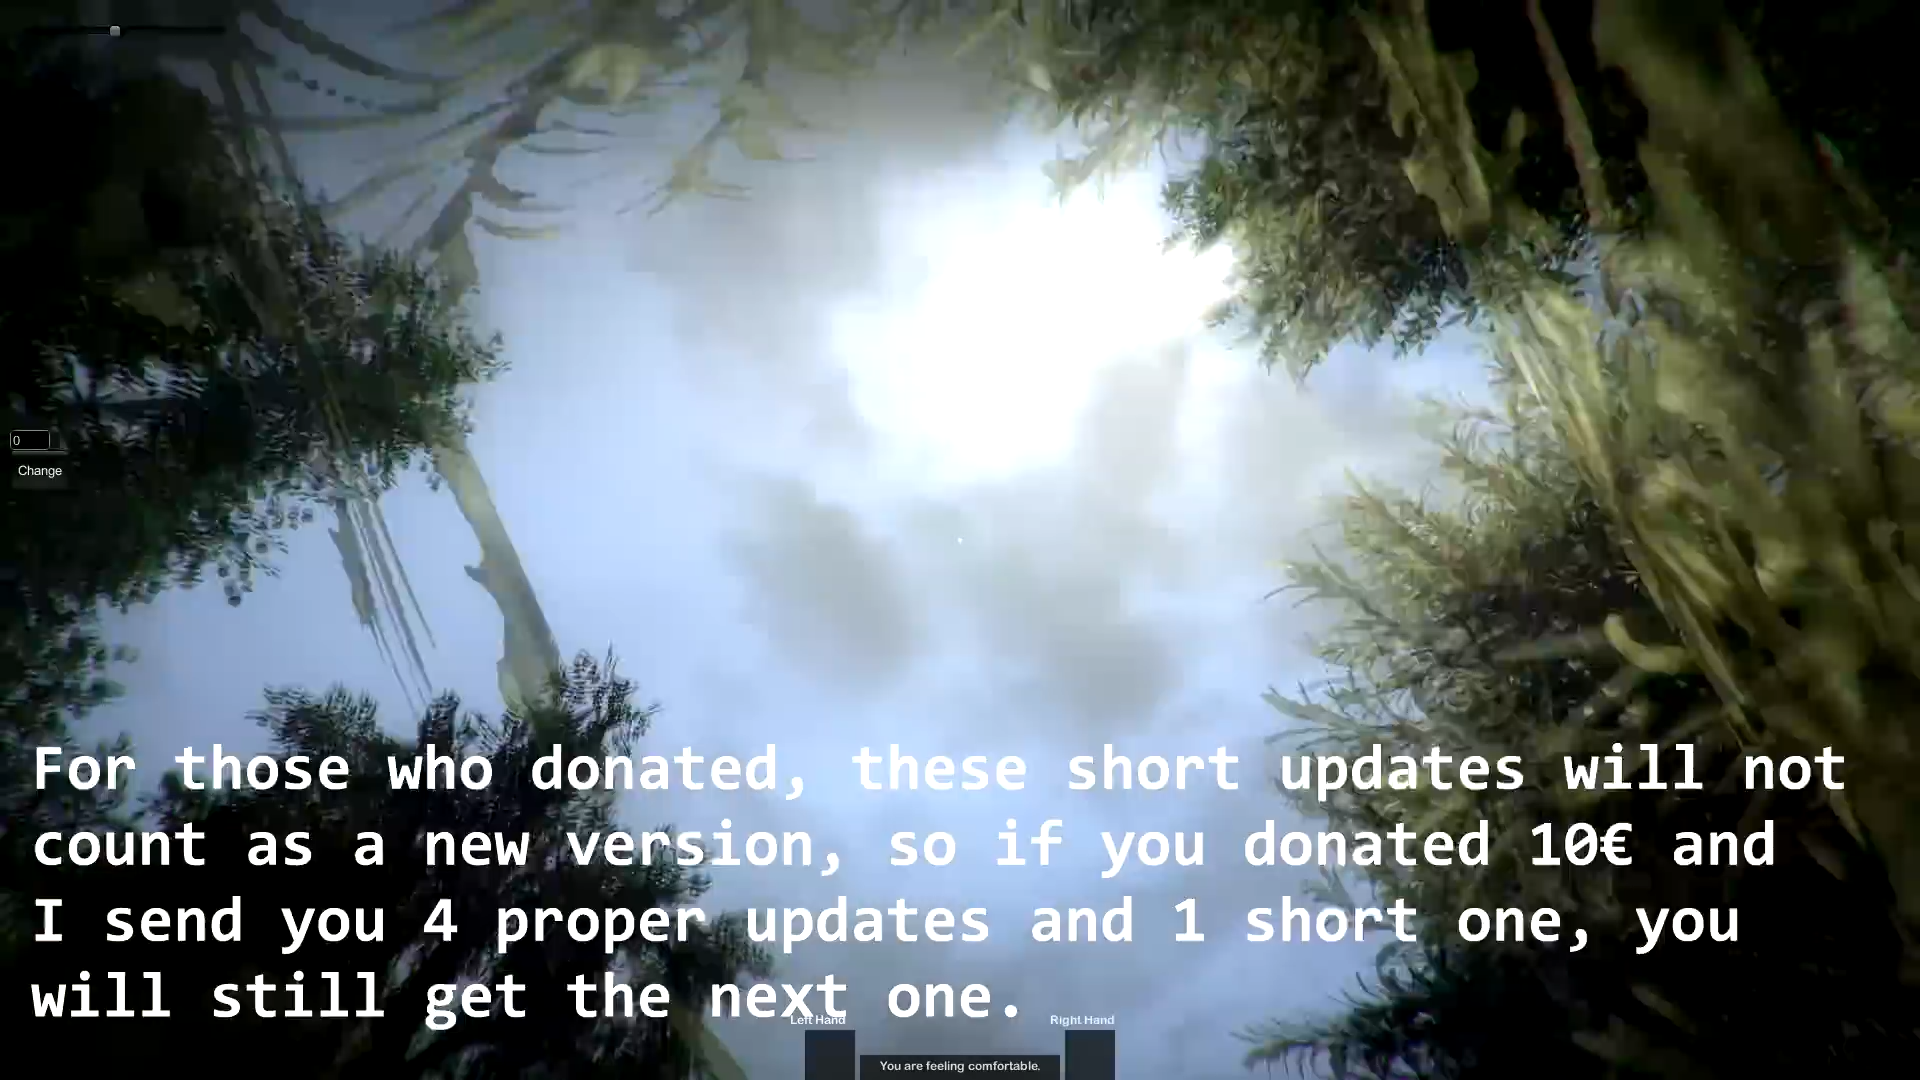 0
Change
For those who donated, these short updates will not
count as a new version, so if you donated 10€ and
I send you 4 proper updates and 1 short one, you
will still get the next one.
Left Hand
Right Hand
You are feeling comfortable.